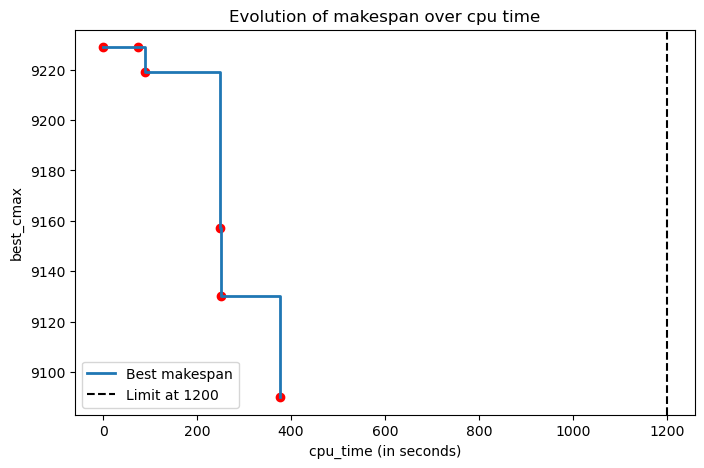 Evolution of makespan over cpu time
best_cmax
9220
9200
9180
9160
9140
9120
9100
Best makespan
Limit at 1200
0
200
400
600
800
1000
1200
cpu_time (in seconds)